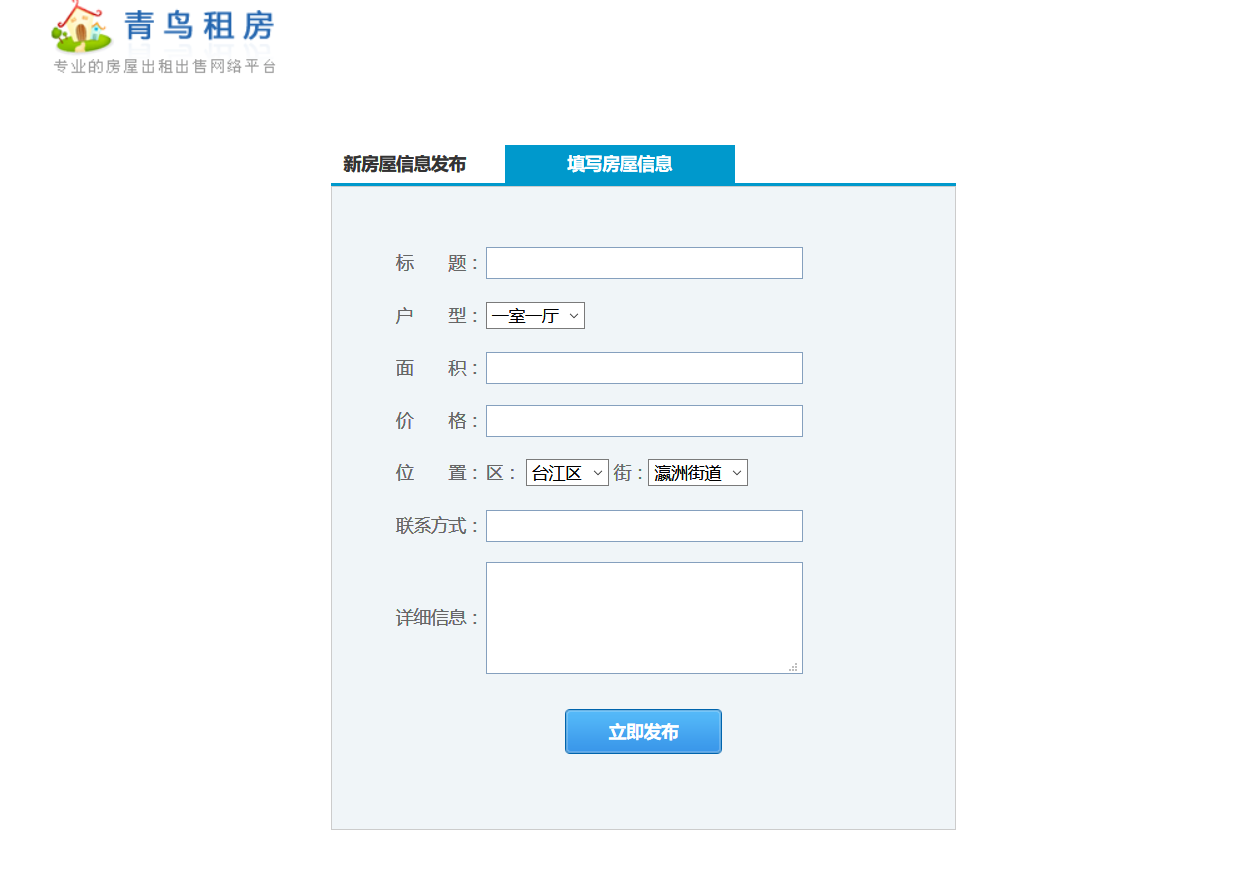 青鸟租房
专业的房屋出租出售网络平台
新房屋信息发布 填写房屋信息
标 题：
户 型： 一室一厅
面 积：
价 格：
位 置：区： 台江区 街： 瀛洲街道
联系方式：
详细信息：
立即发布